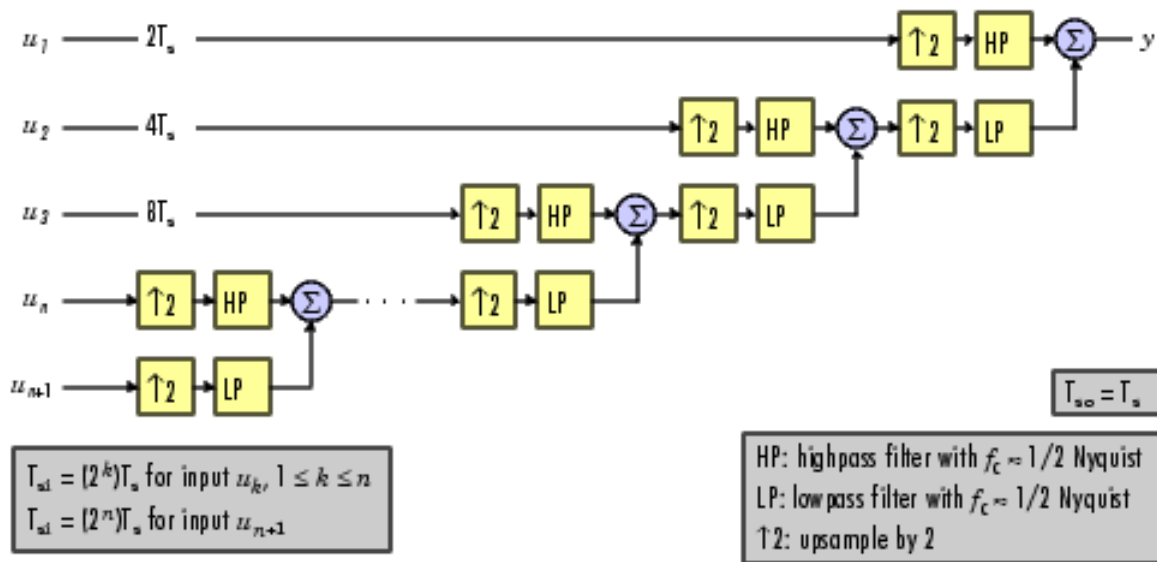 u₁ 2Tₛ ↑2 HP Σ y
u₂ 4Tₛ ↑2 HP Σ ↑2 LP
u₃ 8Tₛ ↑2 HP Σ ↑2 LP
uₙ ↑2 HP Σ . . . ↑2 LP
uₙ₊₁ ↑2 LP
Tₛₒ = Tₛ
Tₛᵢ = (2ᵏ)Tₛ for input uₖ, 1 ≤ k ≤ n
Tₛᵢ = (2ⁿ)Tₛ for input uₙ₊₁
HP: highpass filter with f_c ≈ 1/2 Nyquist
LP: lowpass filter with f_c ≈ 1/2 Nyquist
↑2: upsample by 2